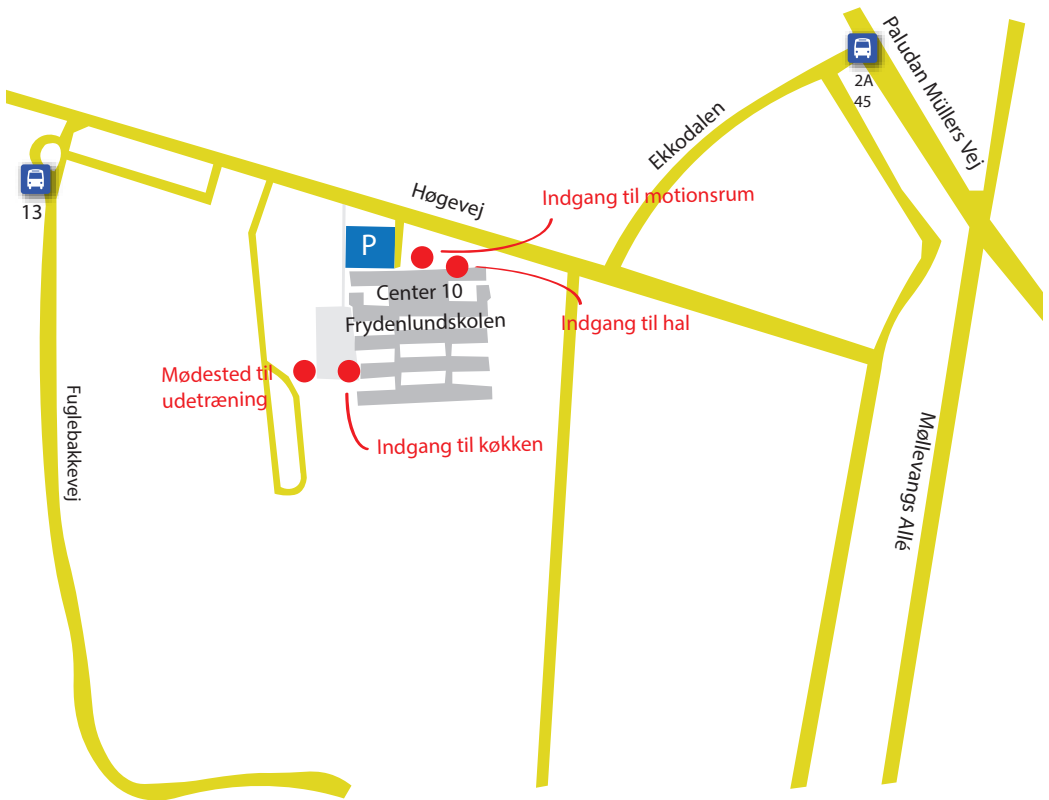 Paludan Müllers Vej
2A
45
Ekkodalen
13
Høgevej
Indgang til motionsrum
P
Center 10
Frydenlundskolen
Indgang til hal
Mødested til
udetræning
Indgang til køkken
Fuglebakkevej
Møllevangs Allé